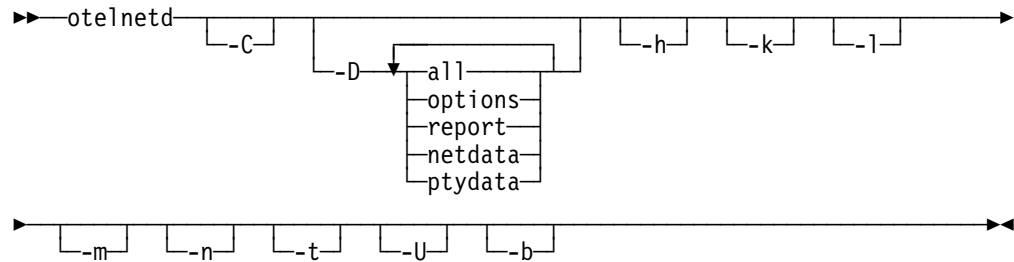 otelnetd -C -D all -h -k -l
options
report
netdata
ptydata
-m -n -t -U -b